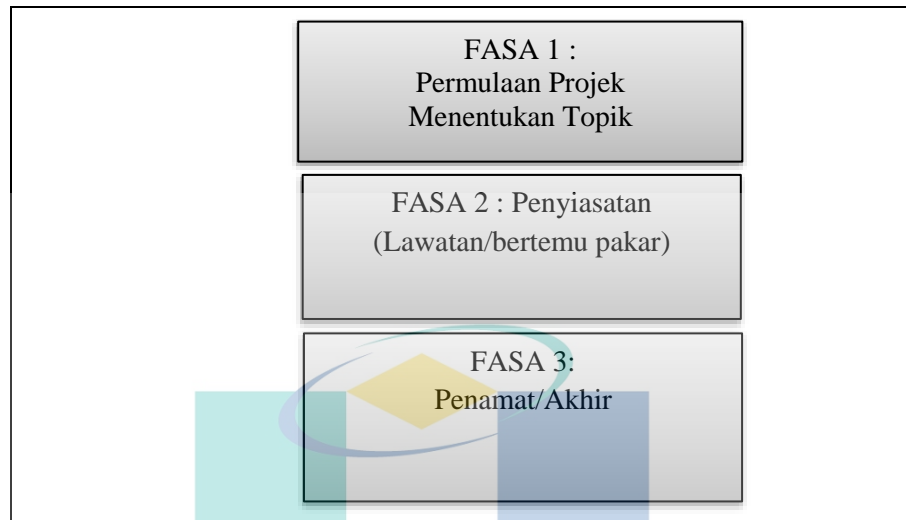 FASA 1 :
Permulaan Projek
Menentukan Topik
FASA 2 : Penyiasatan
(Lawatan/bertemu pakar)
FASA 3:
Penamat/Akhir